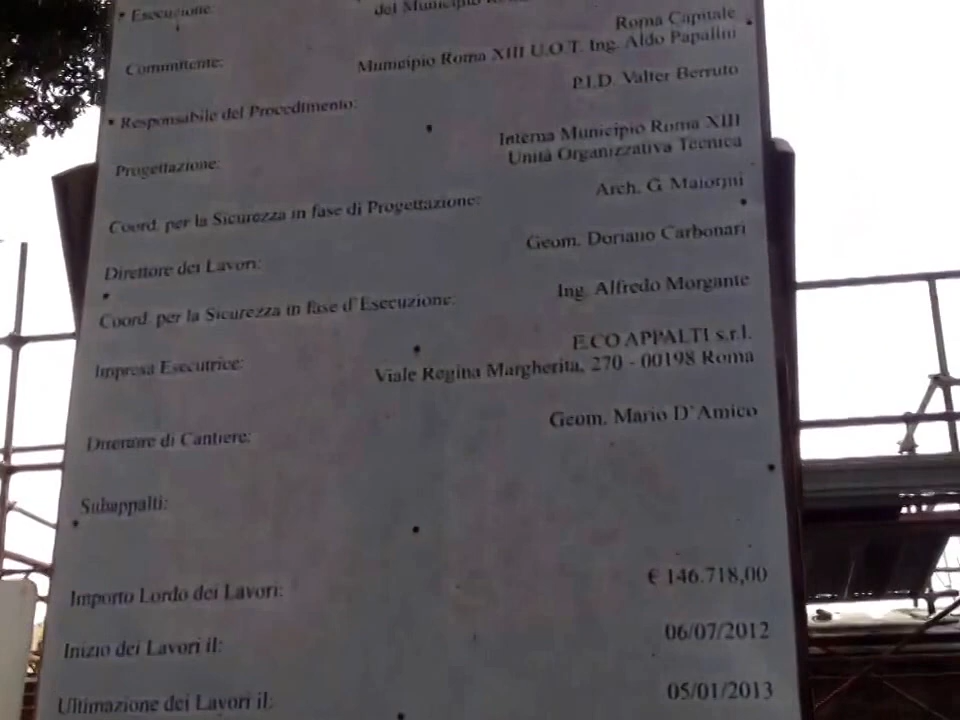 Esecuzione:
del Municipio Roma
Committente:
Roma Capitale
Municipio Roma XIII U.O.T. Ing. Aldo Papalini
Responsabile del Procedimento:
P.I.D. Valter Berruto
Progettazione:
Interna Municipio Roma XIII
Unità Organizzativa Tecnica
Coord. per la Sicurezza in fase di Progettazione:
Arch. G. Maiorini
Direttore dei Lavori:
Geom. Doriano Carbonari
Coord. per la Sicurezza in fase d'Esecuzione:
Ing. Alfredo Morgante
Impresa Esecutrice:
E.CO APPALTI s.r.l.
Viale Regina Margherita, 270 - 00198 Roma
Direttore di Cantiere:
Geom. Mario D'Amico
Subappalti:
Importo Lordo dei Lavori:
€ 146.718,00
Inizio dei Lavori il:
06/07/2012
Ultimazione dei Lavori il:
05/01/2013